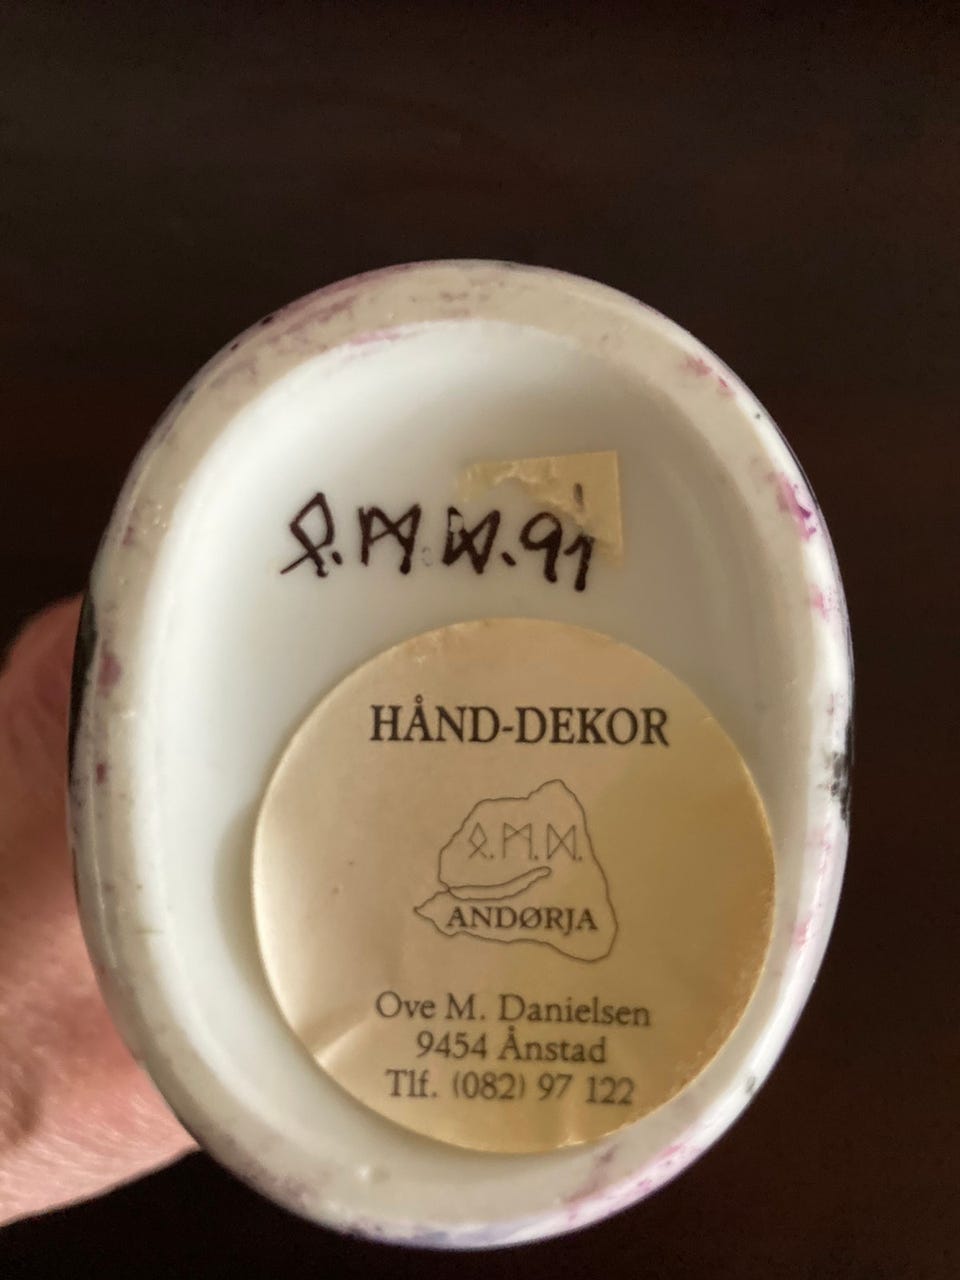 ᛟ.ᛗ.ᛞ.91
HÅND-DEKOR
ᛟ.ᛗ.ᛞ.
ANDØRJA
Ove M. Danielsen
9454 Ånstad
Tlf. (082) 97 122